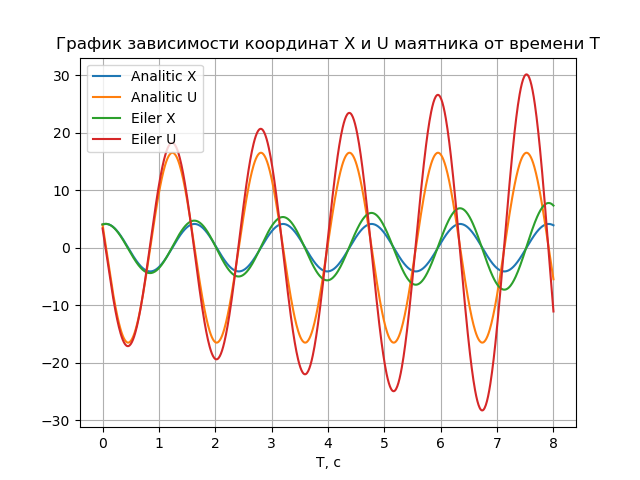 График зависимости координат X и U маятника от времени T
Analitic X
Analitic U
Eiler X
Eiler U
30
20
10
0
−10
−20
−30
0 1 2 3 4 5 6 7 8
T, c